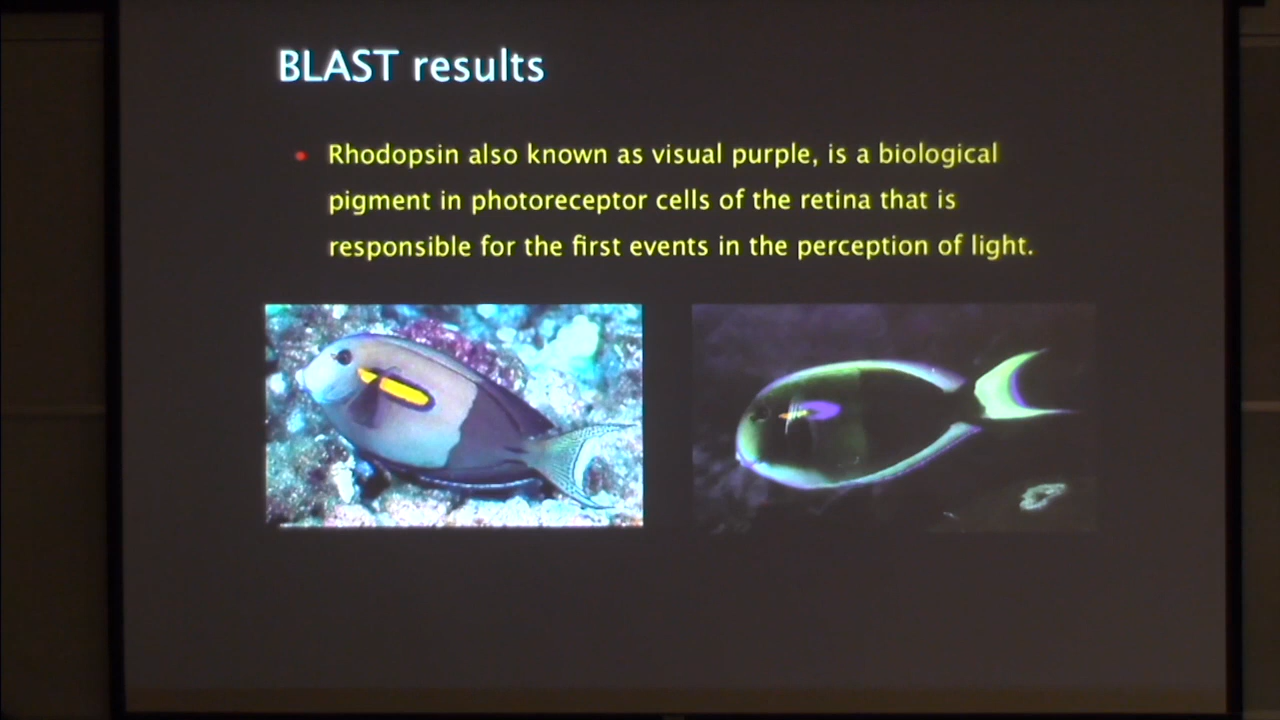 BLAST results
Rhodopsin also known as visual purple, is a biological
pigment in photoreceptor cells of the retina that is
responsible for the first events in the perception of light.